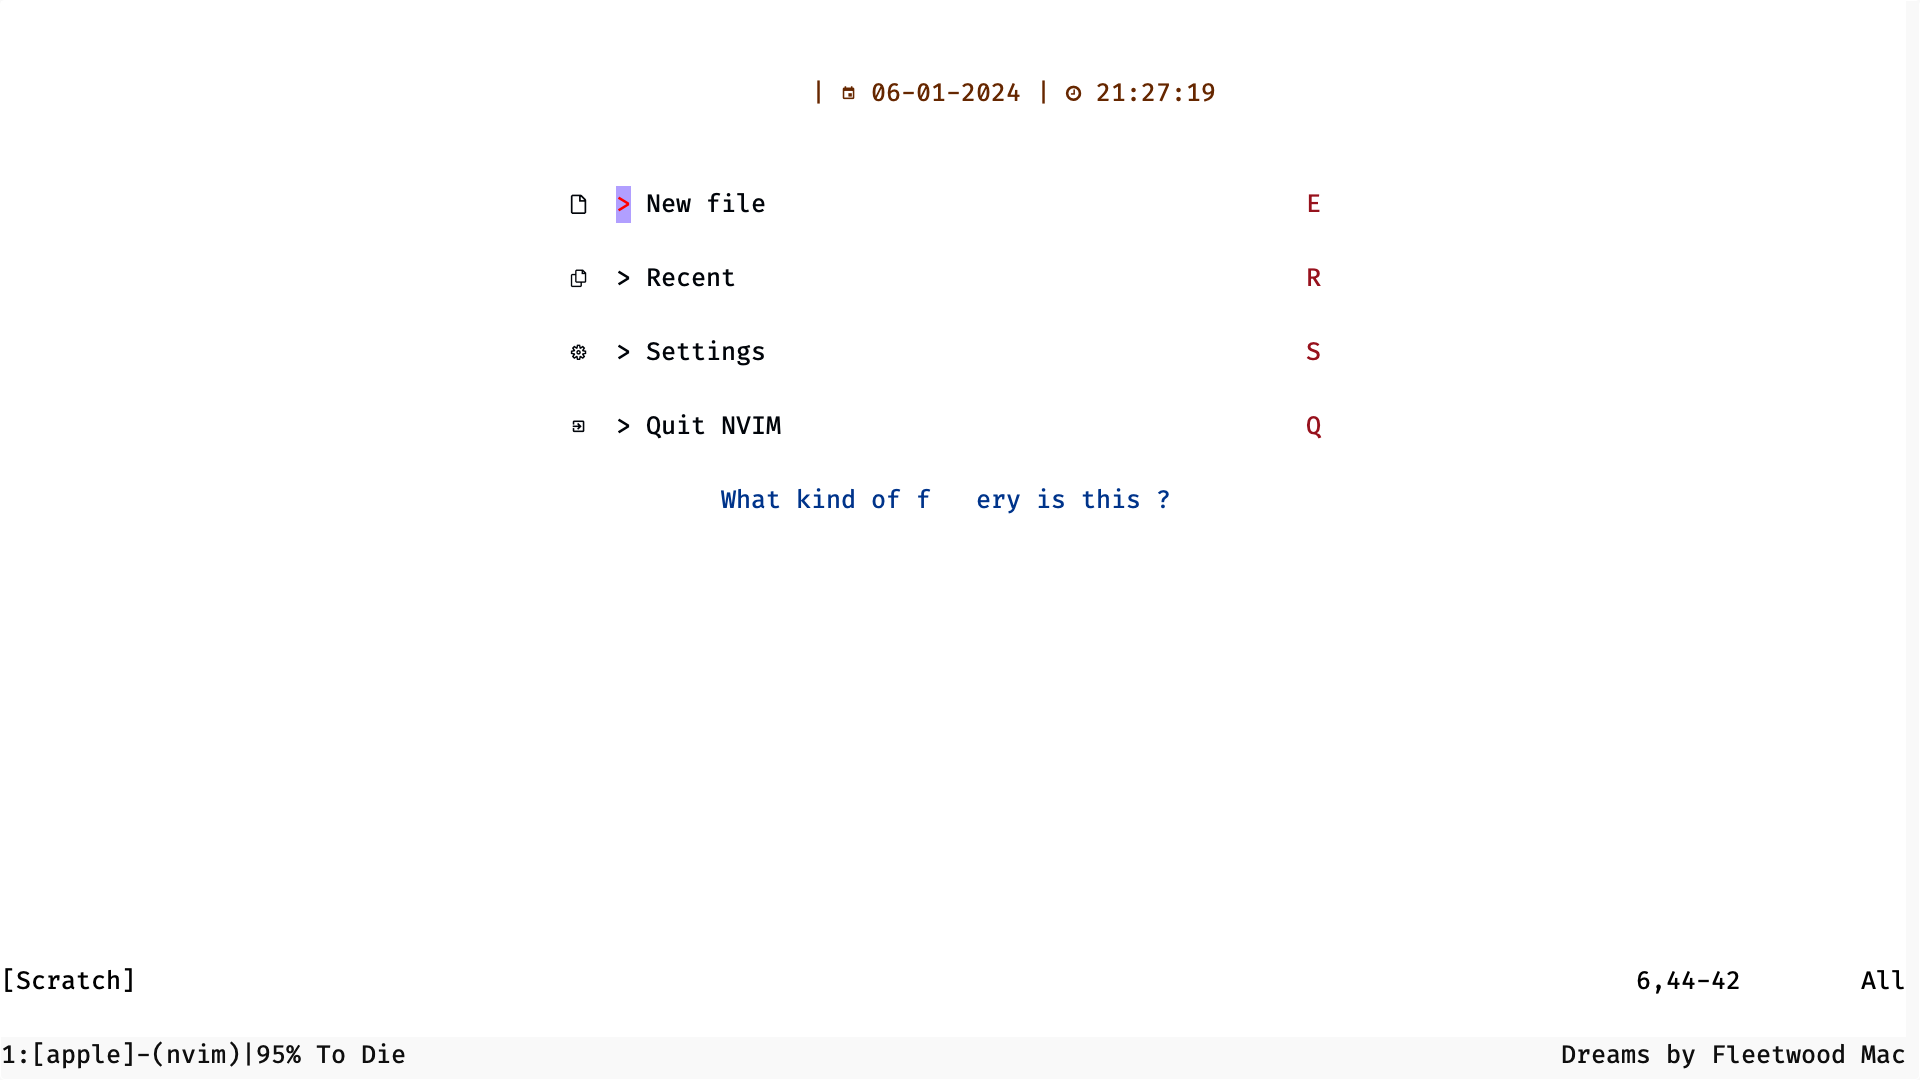 | 06-01-2024 | 21:27:19
> New file E
> Recent R
> Settings S
> Quit NVIM Q
What kind of f   ery is this ?
[Scratch] 6,44-42 All
1:[apple]-(nvim)|95% To Die Dreams by Fleetwood Mac